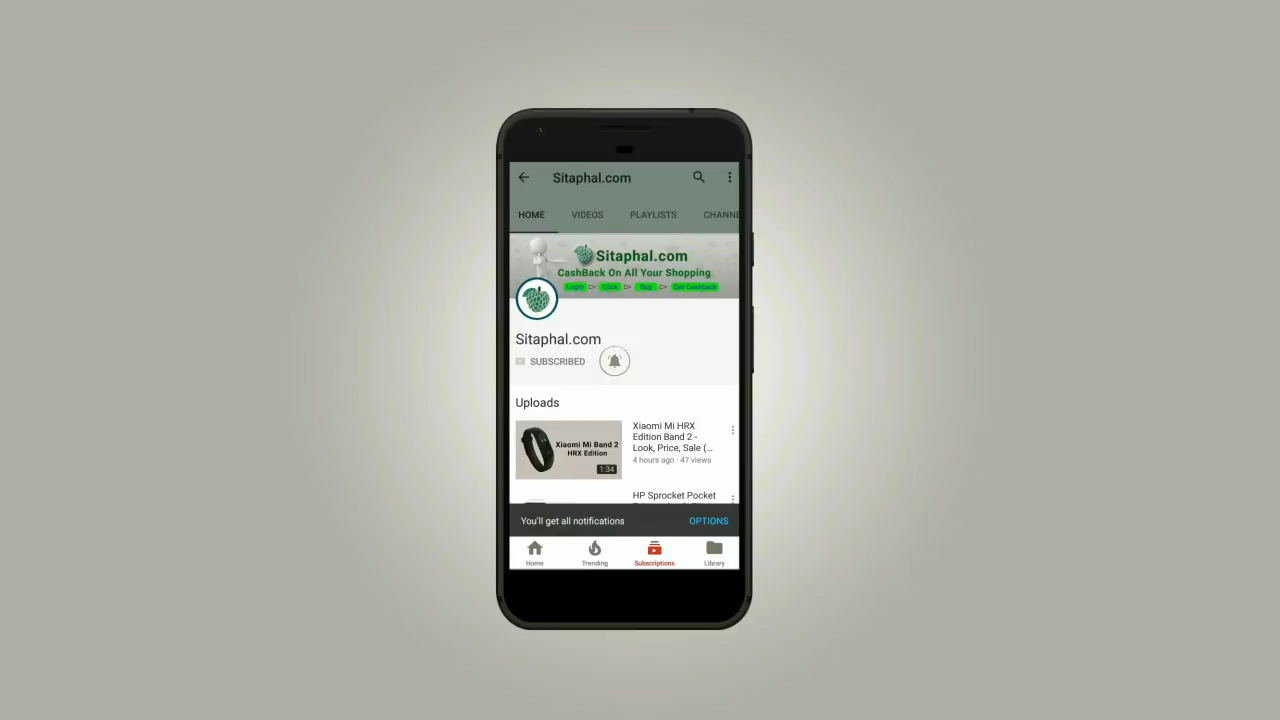 Sitaphal.com
HOME VIDEOS PLAYLISTS CHANNE
Sitaphal.com
CashBack On All Your Shopping
Login Click Buy Get Cashback
Sitaphal.com
SUBSCRIBED
Uploads
Xiaomi Mi Band 2
HRX Edition
1:34
Xiaomi Mi HRX
Edition Band 2 -
Look, Price, Sale (...
4 hours ago · 47 views
HP Sprocket Pocket
You'll get all notifications OPTIONS
Home Trending Subscriptions Library